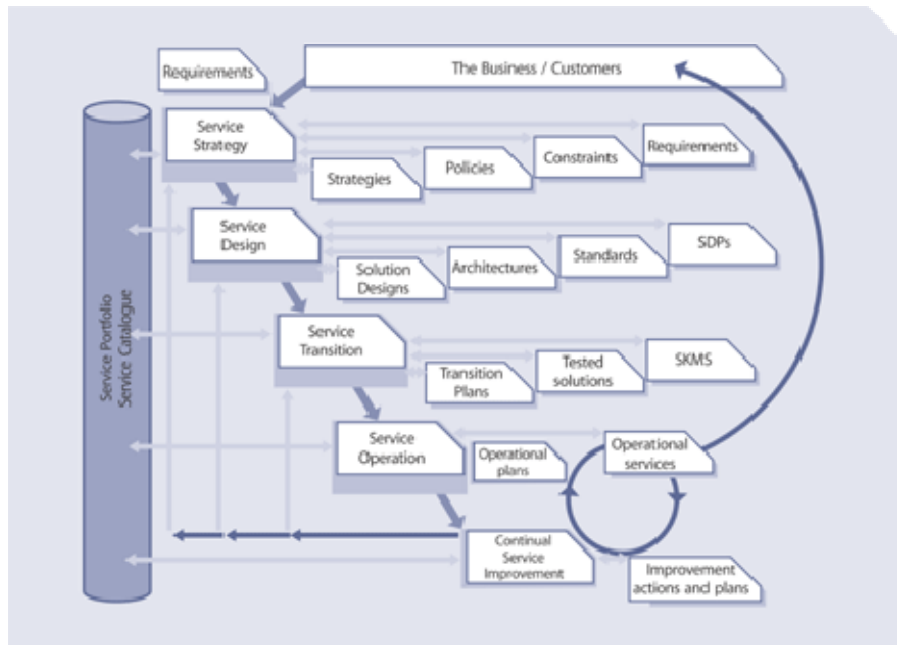 Requirements
The Business / Customers
Service
Strategy
Strategies
Policies
Constraints
Requirements
Service
Design
Solution
Designs
Architectures
Standards
SDPs
Service
Transition
Transition
Plans
Tested
solutions
SKMS
Service
Operation
Operational
plans
Operational
services
Continual
Service
Improvement
Improvement
actions and plans
Service Portfolio
Service Catalogue